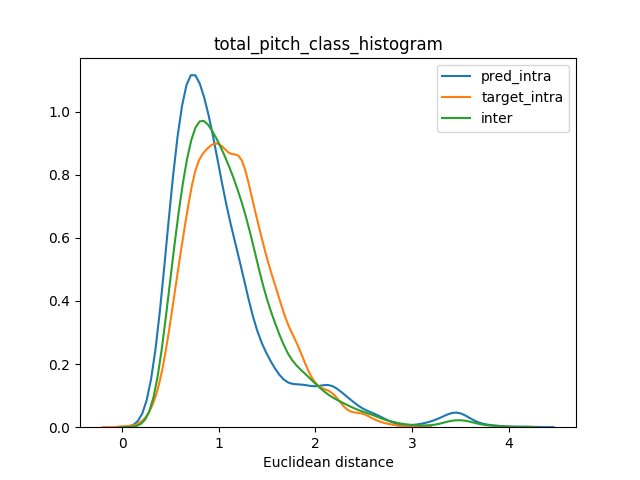 total_pitch_class_histogram
pred_intra
target_intra
inter
1.0
0.8
0.6
0.4
0.2
0.0
0 1 2 3 4
Euclidean distance